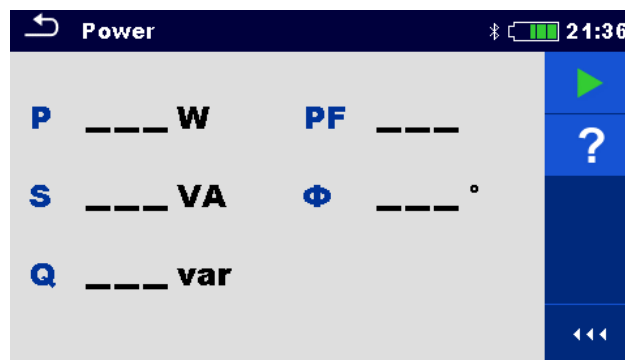 Power 21:36
P ___ W PF ___
S ___ VA Φ ___ °
Q ___ var
?